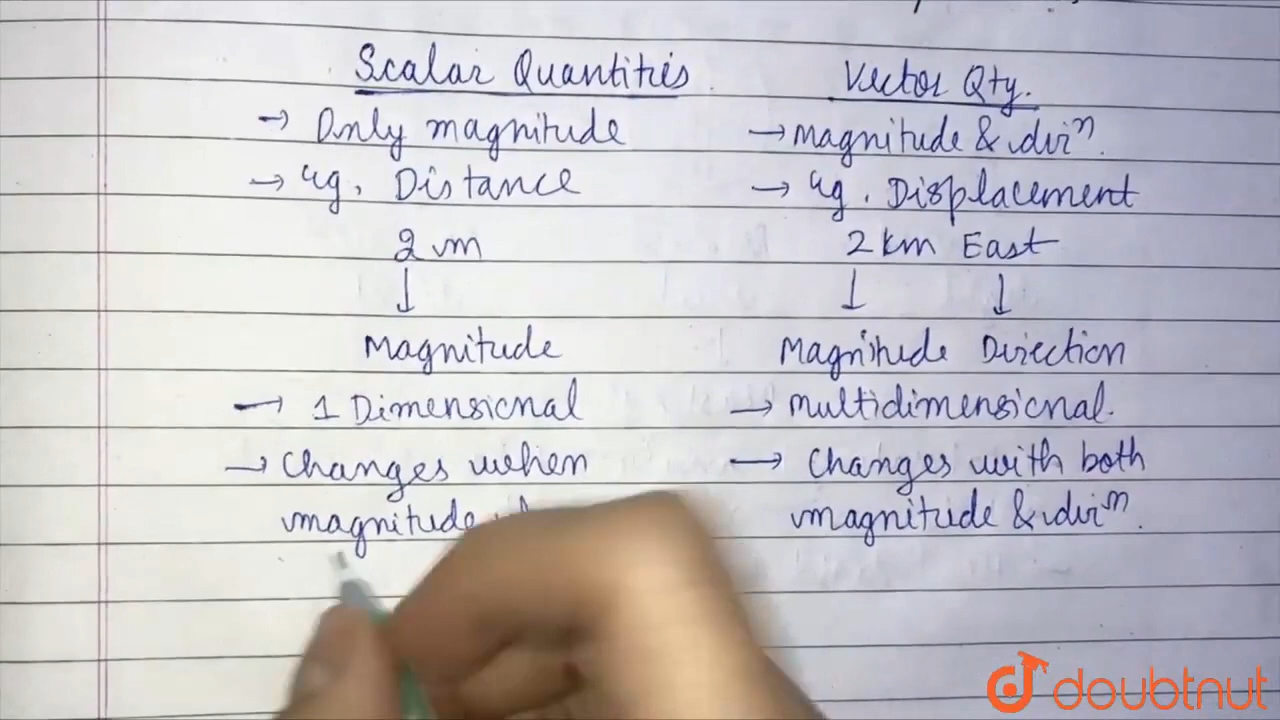 Scalar Quantities
Vector Qty.
→ Only magnitude
→ magnitude & dirⁿ.
→ eg. Distance
→ eg. Displacement
2 m
2 km East
↓
↓ ↓
Magnitude
Magnitude Direction
→ 1 Dimensional
→ multidimensional.
→ changes when
→ changes with both
magnitude
magnitude & dirⁿ.
doubtnut